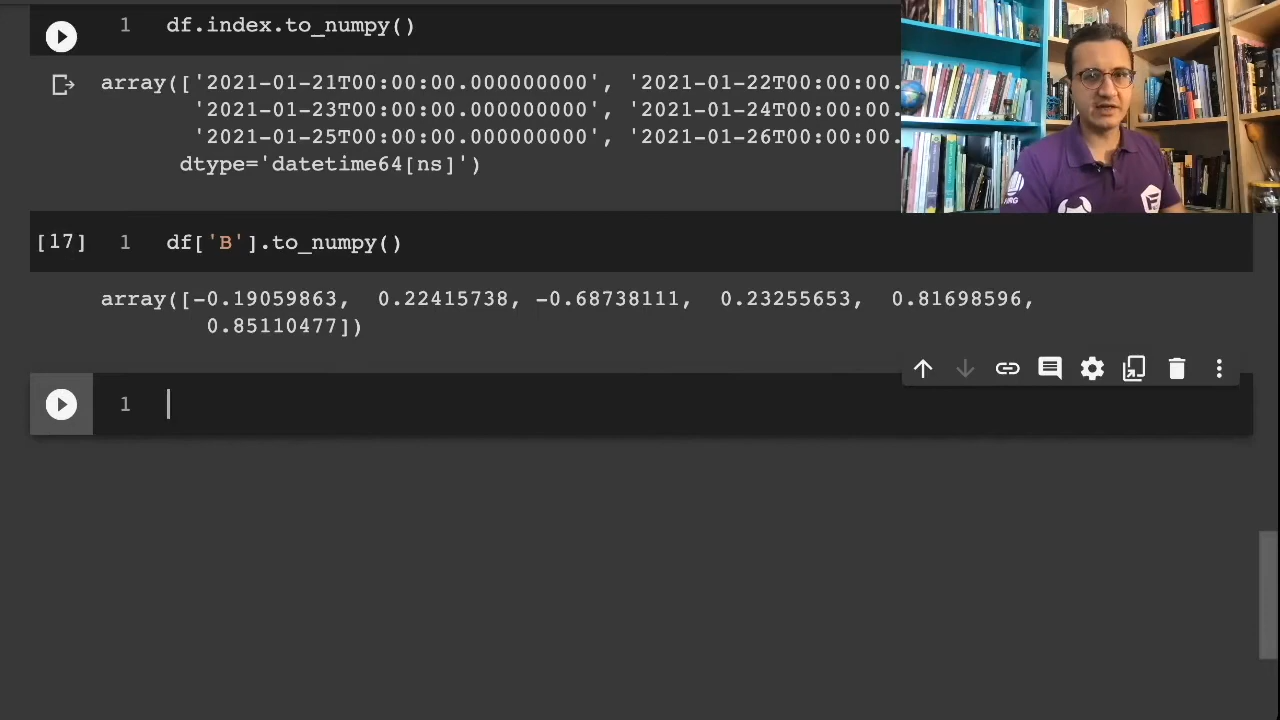 1 df.index.to_numpy()
array(['2021-01-21T00:00:00.000000000', '2021-01-22T00:00:00.
'2021-01-23T00:00:00.000000000', '2021-01-24T00:00:00.
'2021-01-25T00:00:00.000000000', '2021-01-26T00:00:00.
dtype='datetime64[ns]')
[17] 1 df['B'].to_numpy()
array([-0.19059863, 0.22415738, -0.68738111, 0.23255653, 0.81698596,
0.85110477])
1